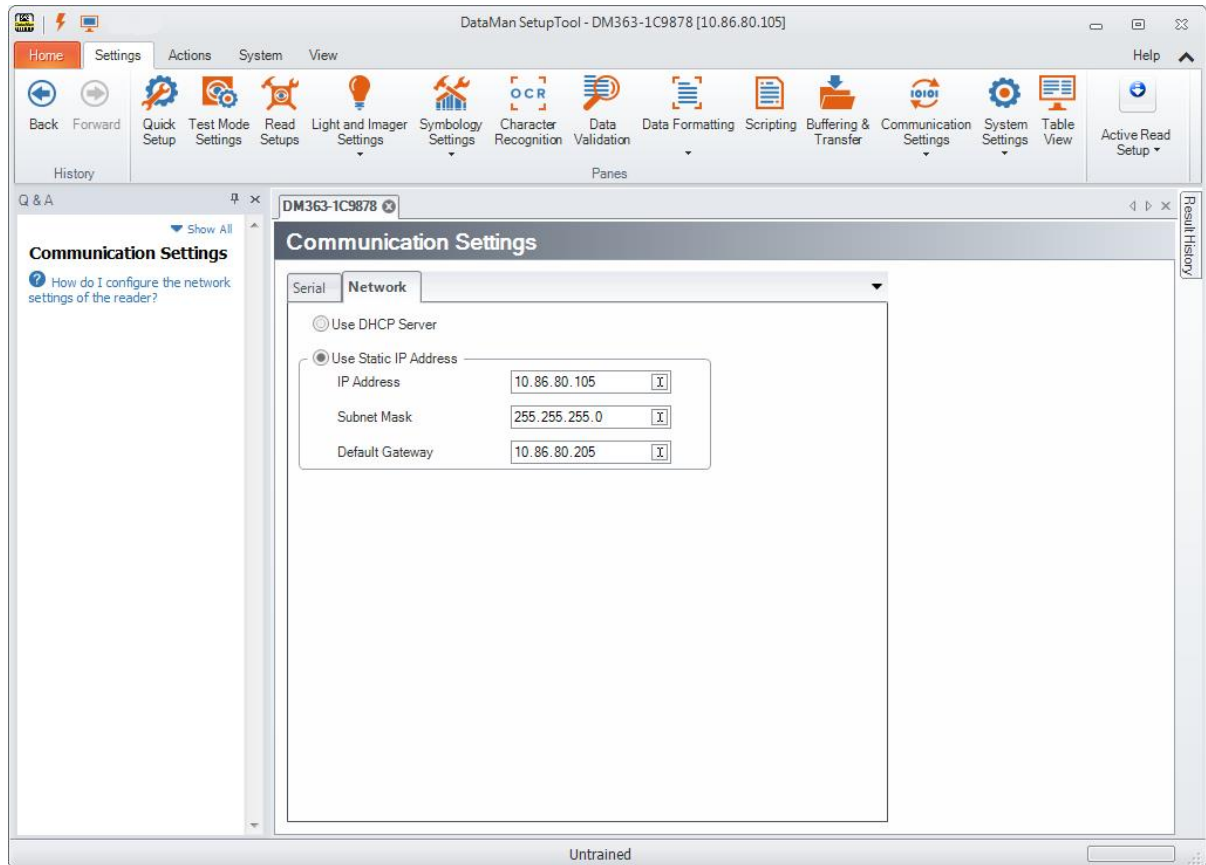 DataMan SetupTool - DM363-1C9878 [10.86.80.105]
Home Settings Actions System View Help
Back Forward
Quick Setup
Test Mode Settings
Read Setups
Light and Imager Settings
Symbology Settings
OCR
Character Recognition
Data Validation
Data Formatting
Scripting
Buffering & Transfer
10101
Communication Settings
System Settings
Table View
Active Read Setup
History
Panes
Q & A
Show All
Communication Settings
How do I configure the network
settings of the reader?
DM363-1C9878
Communication Settings
Serial Network
Use DHCP Server
Use Static IP Address
IP Address 10.86.80.105
Subnet Mask 255.255.255.0
Default Gateway 10.86.80.205
Result History
Untrained